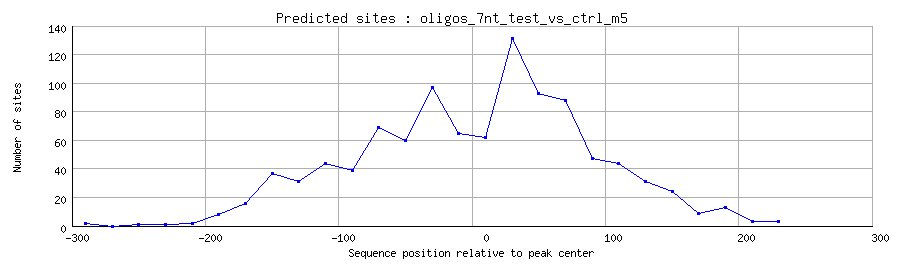 Predicted sites : oligos_7nt_test_vs_ctrl_m5
140
120
100
80
60
40
20
0
Number of sites
-300 -200 -100 0 100 200 300
Sequence position relative to peak center